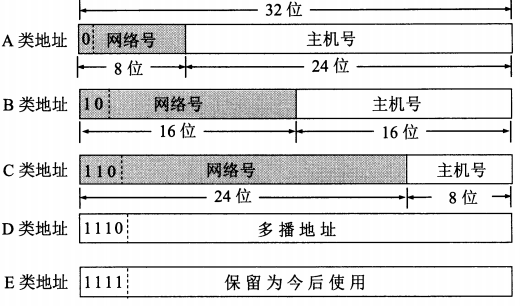 32 位
A 类地址 0 网络号 主机号
8 位 24 位
B 类地址 10 网络号 主机号
16 位 16 位
C 类地址 110 网络号 主机号
24 位 8 位
D 类地址 1110 多播地址
E 类地址 1111 保留为今后使用